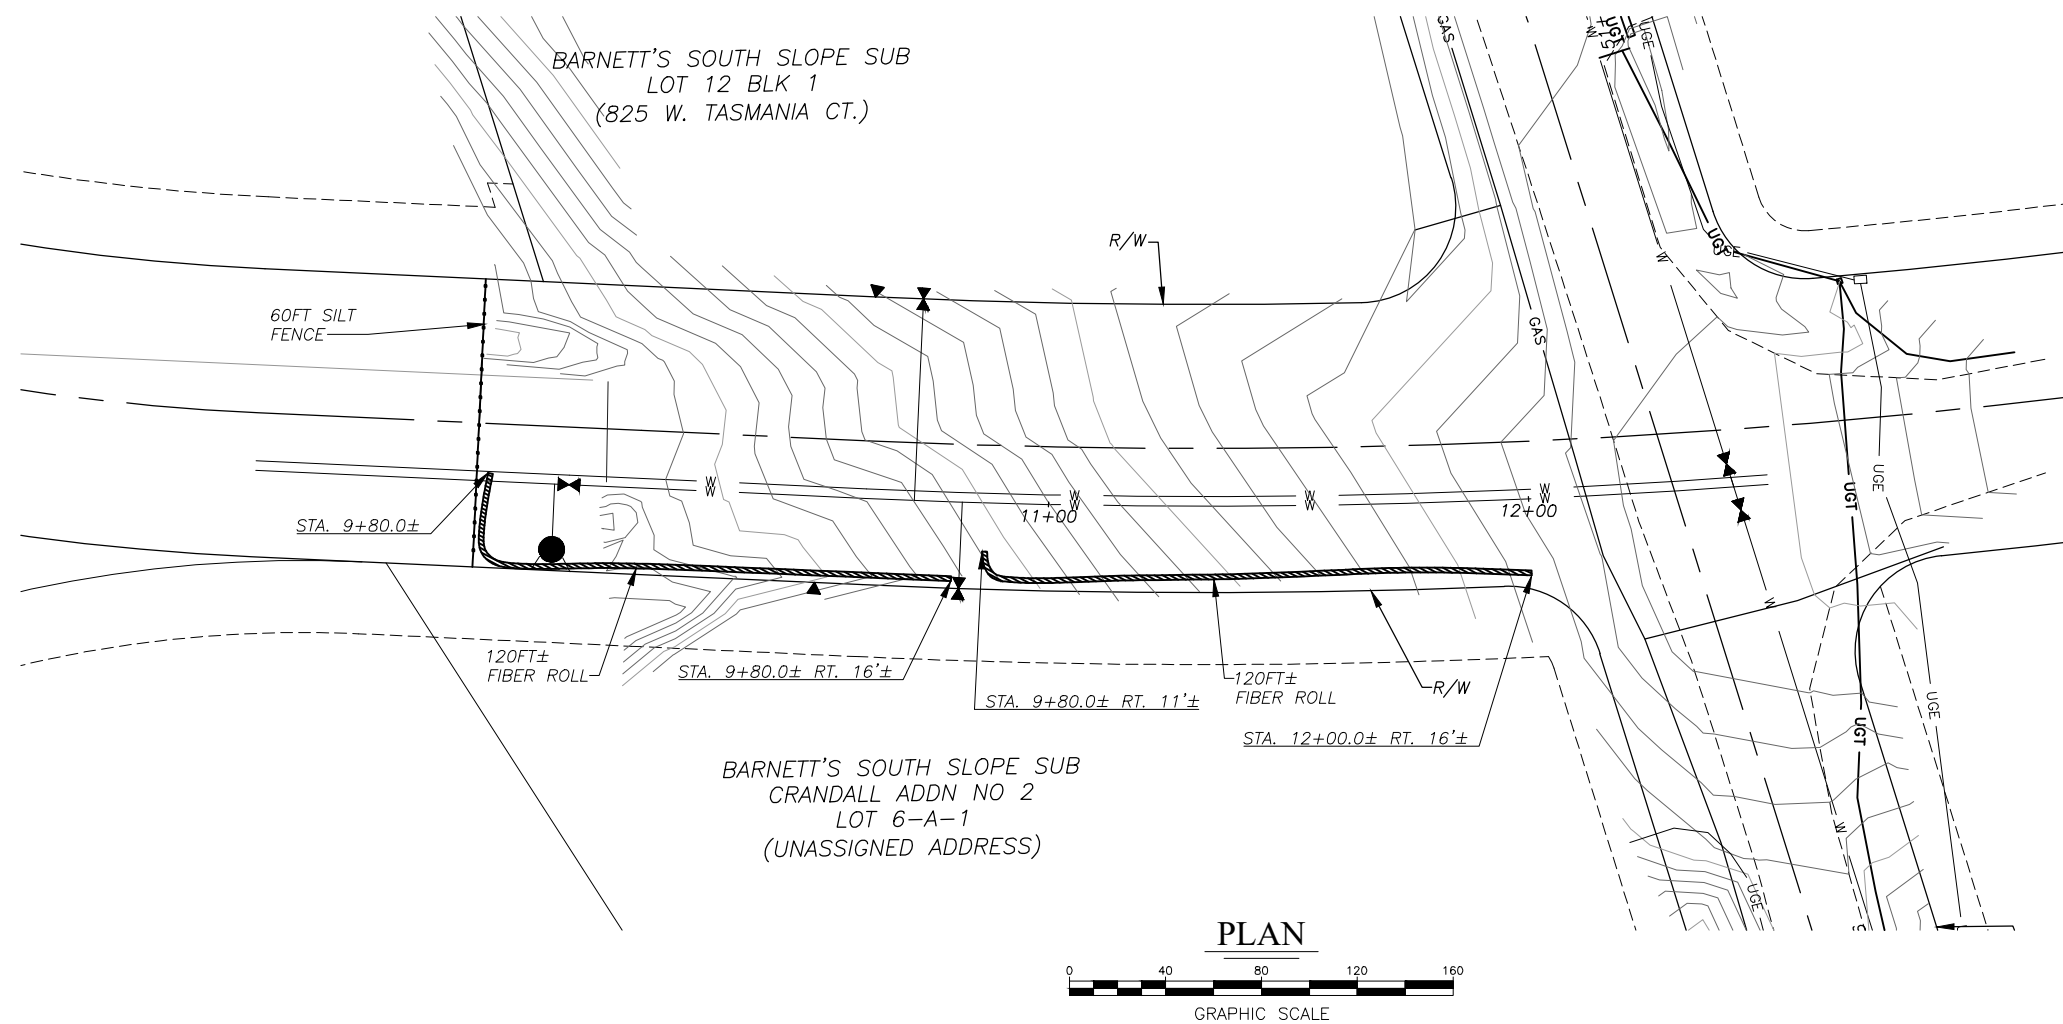 BARNETT'S SOUTH SLOPE SUB
LOT 12 BLK 1
(825 W. TASMANIA CT.)
GAS
W
UGT
UGE
R/W
UGT
UGE
W
60FT SILT
FENCE
GAS
STA. 9+80.0±
W
W
W
W
11+00
W
W
W
W
12+00
UGT
UGE
W
120FT±
FIBER ROLL
STA. 9+80.0± RT. 16'±
STA. 9+80.0± RT. 11'±
120FT±
FIBER ROLL
R/W
STA. 12+00.0± RT. 16'±
UGT
UGE
BARNETT'S SOUTH SLOPE SUB
CRANDALL ADDN NO 2
LOT 6-A-1
(UNASSIGNED ADDRESS)
W
UGE
PLAN
0 40 80 120 160
GRAPHIC SCALE